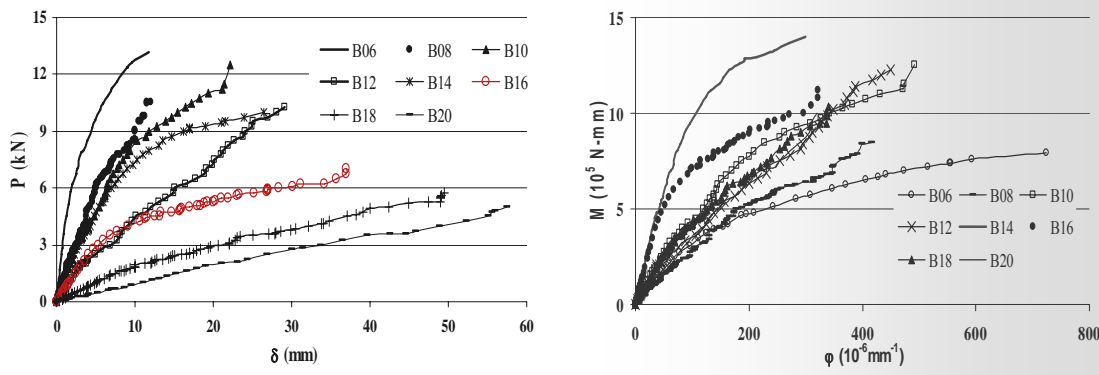 15
12
9
6
3
0
P (kN)
B06 B08 B10
B12 B14 B16
B18 B20
0 10 20 30 40 50 60
δ (mm)
15
10
5
0
M (10⁵ N-mm)
B06 B08 B10
B12 B14 B16
B18 B20
0 200 400 600 800
φ (10⁻⁶mm⁻¹)